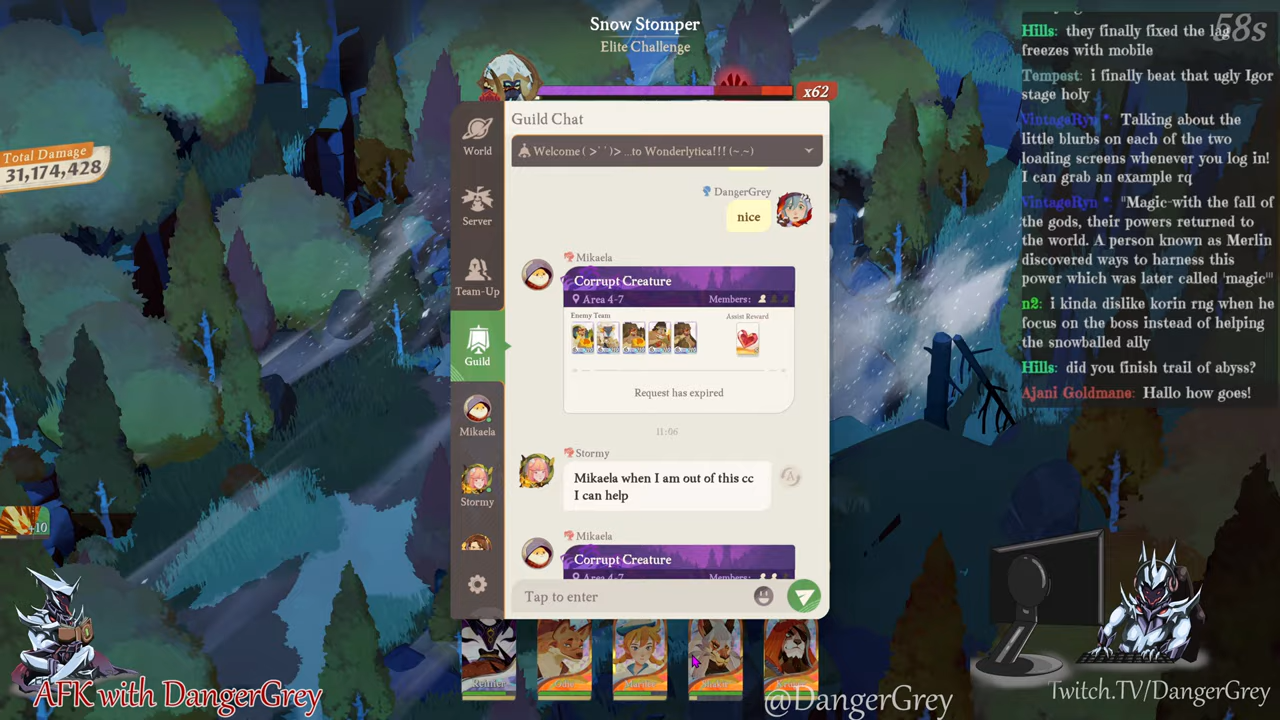 Snow Stomper
Elite Challenge
x62
58s
Total Damage
31,174,428
+10
World
Server
Team-Up
Guild
Mikaela
Stormy
Guild Chat
Welcome ( >'')> ...to Wonderlytica!!! (~.~)
DangerGrey
nice
Mikaela
Corrupt Creature
Area 4-7
Members:
Enemy Team
Assist Reward
Request has expired
11:06
Stormy
Mikaela when I am out of this cc
I can help
Mikaela
Corrupt Creature
Area 4-7
Members:
Tap to enter
Hills: they finally fixed the lag
freezes with mobile
Tempest: i finally beat that ugly Igor
stage holy
VintageRyn*: Talking about the
little blurbs on each of the two
loading screens whenever you log in!
I can grab an example rq
VintageRyn*: "Magic-with the fall of
the gods, their powers returned to
the world. A person known as Merlin
discovered ways to harness this
power which was later called 'magic'"
n2: i kinda dislike korin rng when he
focus on the boss instead of helping
the snowballed ally
Hills: did you finish trail of abyss?
Ajani Goldmane: Hallo how goes!
AFK with DangerGrey
@DangerGrey
Twitch.TV/DangerGrey